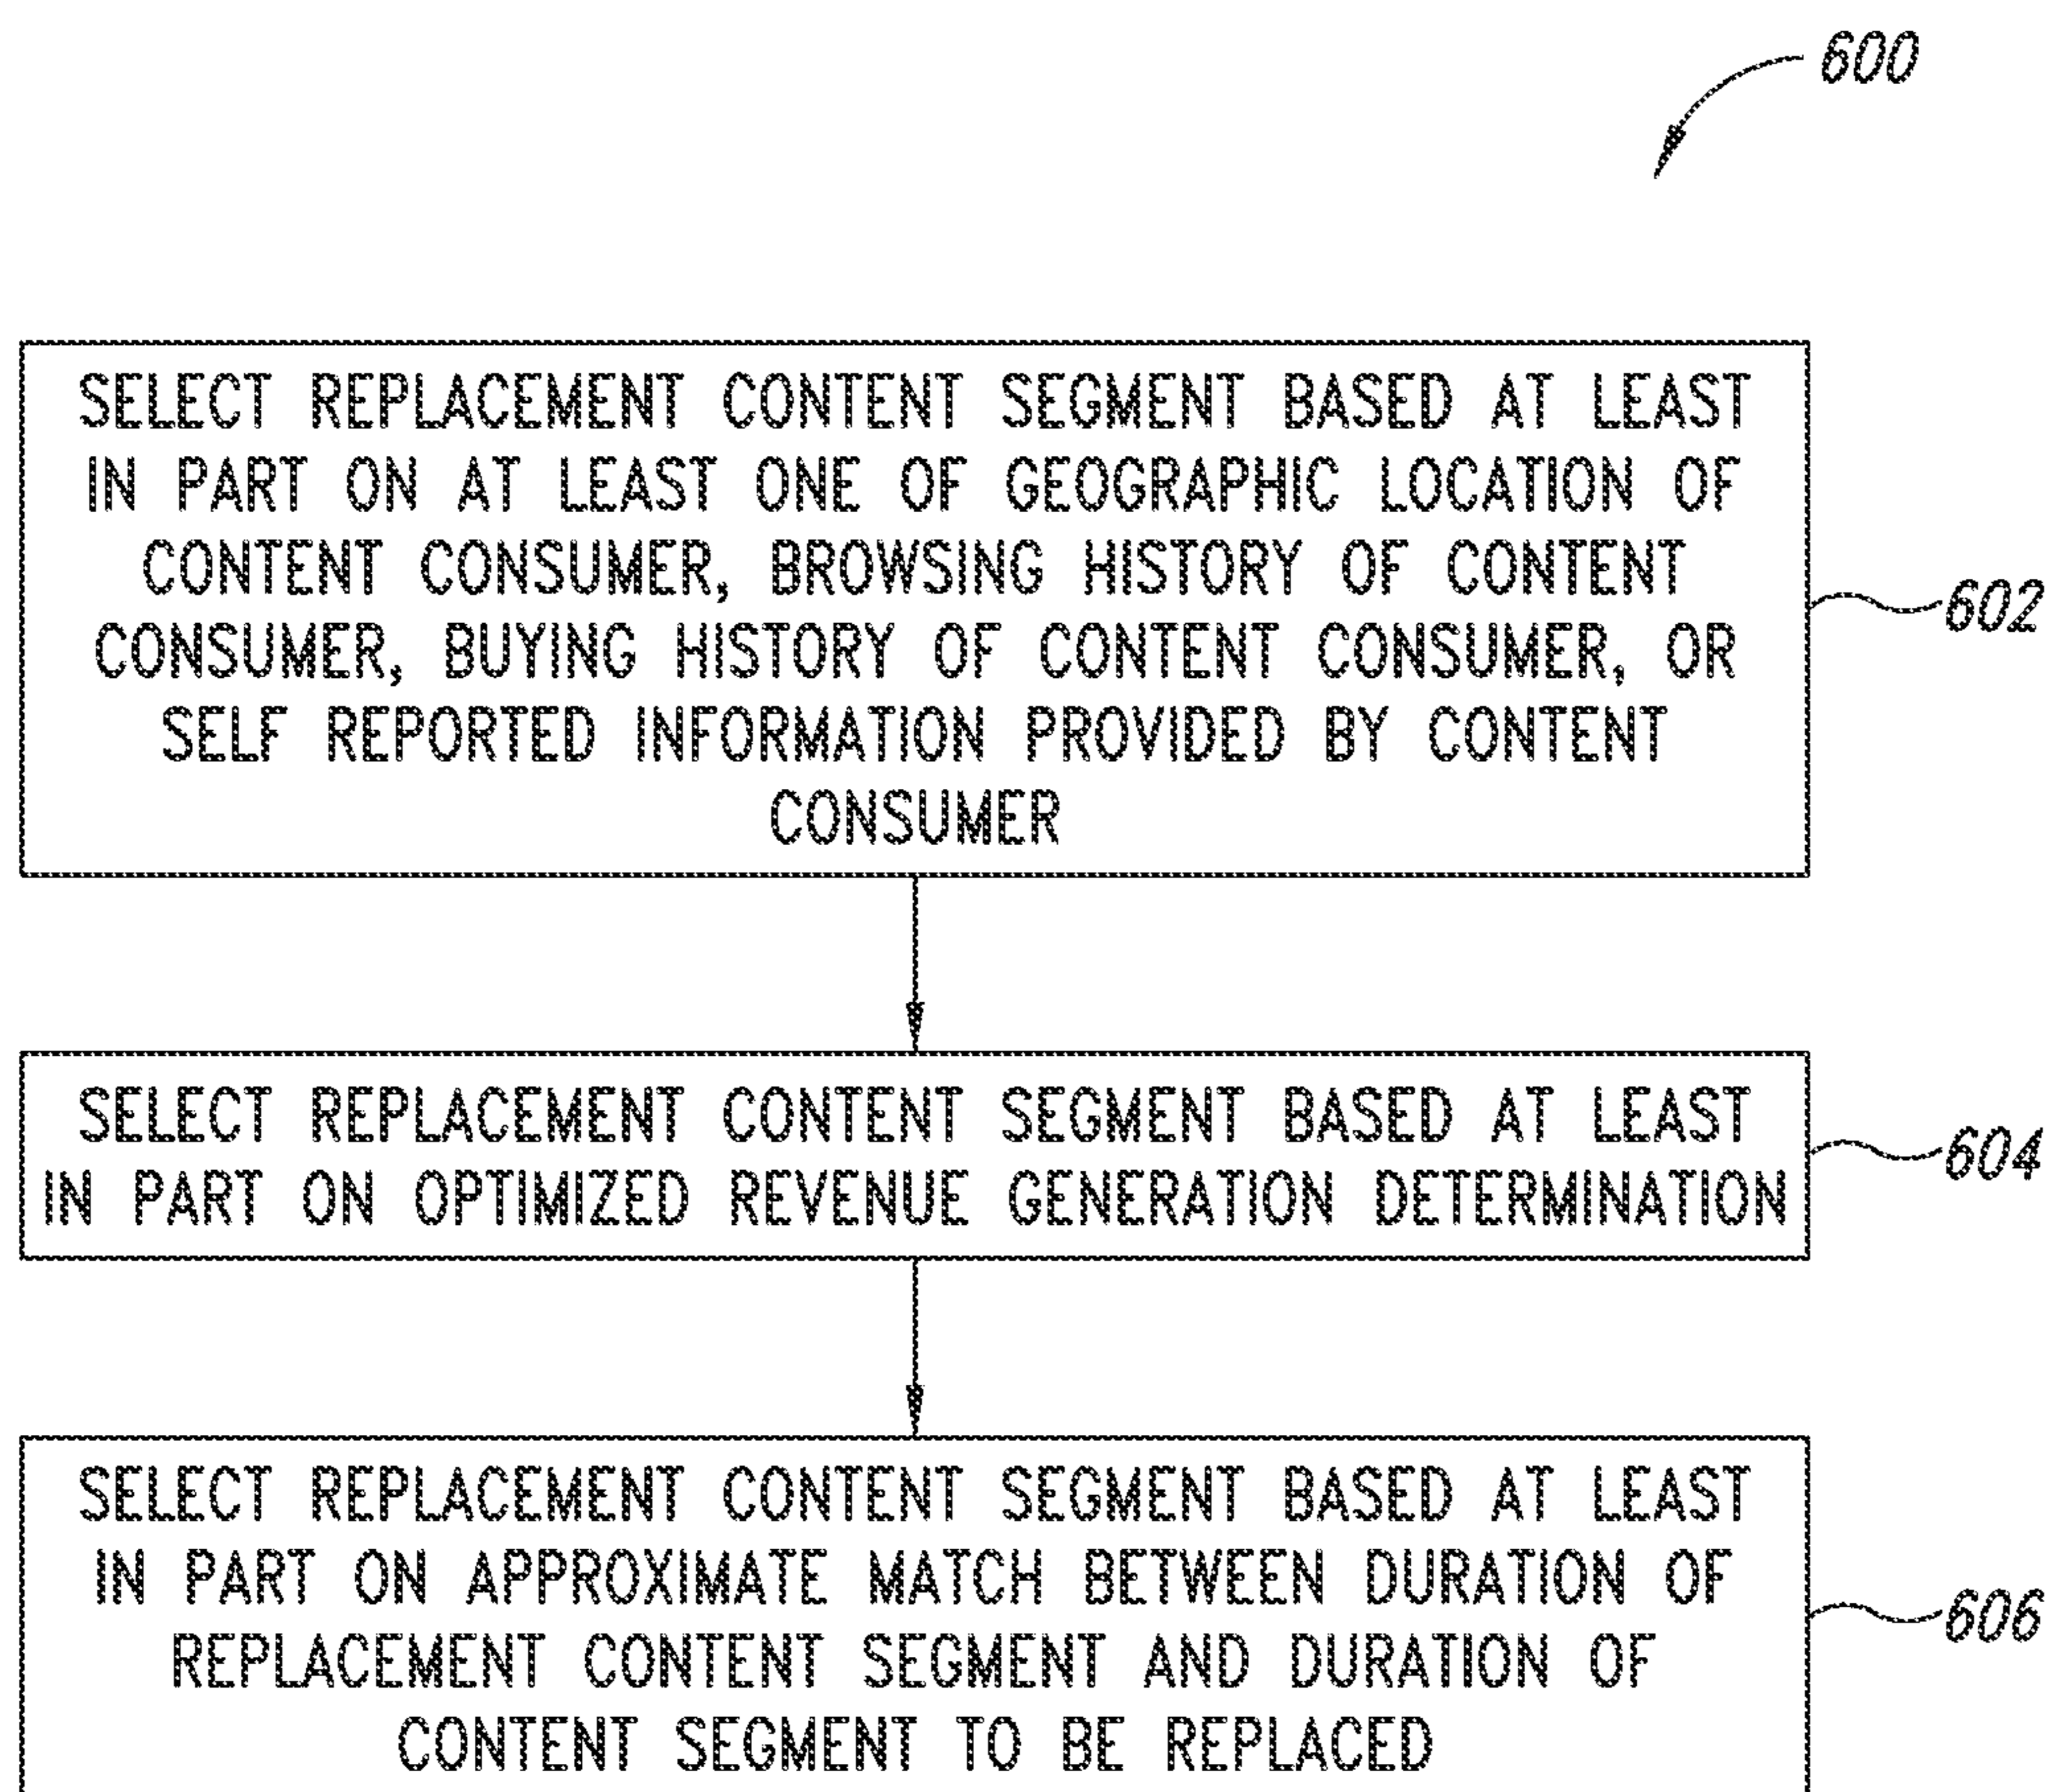 600
SELECT REPLACEMENT CONTENT SEGMENT BASED AT LEAST
IN PART ON AT LEAST ONE OF GEOGRAPHIC LOCATION OF
CONTENT CONSUMER, BROWSING HISTORY OF CONTENT
CONSUMER, BUYING HISTORY OF CONTENT CONSUMER, OR
SELF REPORTED INFORMATION PROVIDED BY CONTENT
CONSUMER
602
SELECT REPLACEMENT CONTENT SEGMENT BASED AT LEAST
IN PART ON OPTIMIZED REVENUE GENERATION DETERMINATION
604
SELECT REPLACEMENT CONTENT SEGMENT BASED AT LEAST
IN PART ON APPROXIMATE MATCH BETWEEN DURATION OF
REPLACEMENT CONTENT SEGMENT AND DURATION OF
CONTENT SEGMENT TO BE REPLACED
606